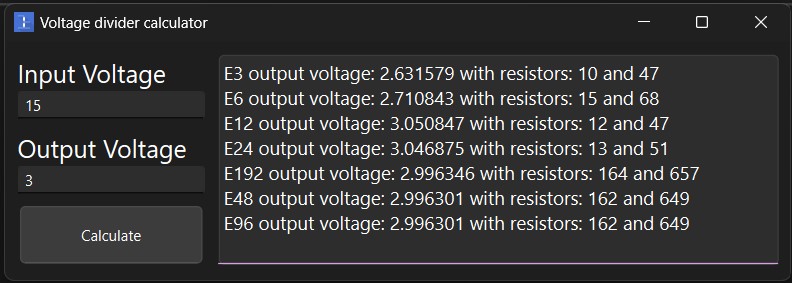 Voltage divider calculator
Input Voltage
15
Output Voltage
3
Calculate
E3 output voltage: 2.631579 with resistors: 10 and 47
E6 output voltage: 2.710843 with resistors: 15 and 68
E12 output voltage: 3.050847 with resistors: 12 and 47
E24 output voltage: 3.046875 with resistors: 13 and 51
E192 output voltage: 2.996346 with resistors: 164 and 657
E48 output voltage: 2.996301 with resistors: 162 and 649
E96 output voltage: 2.996301 with resistors: 162 and 649